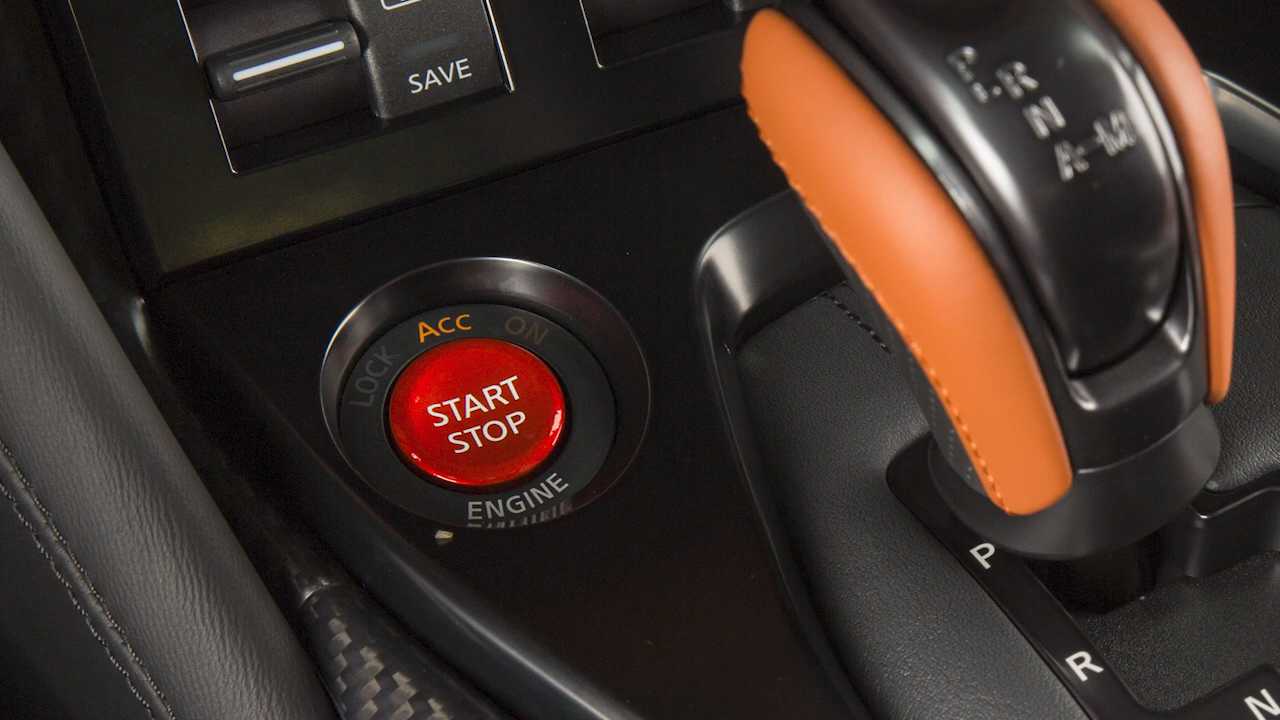 SAVE
P R
N
A-M
LOCK ACC ON
START
STOP
ENGINE
P
R
N